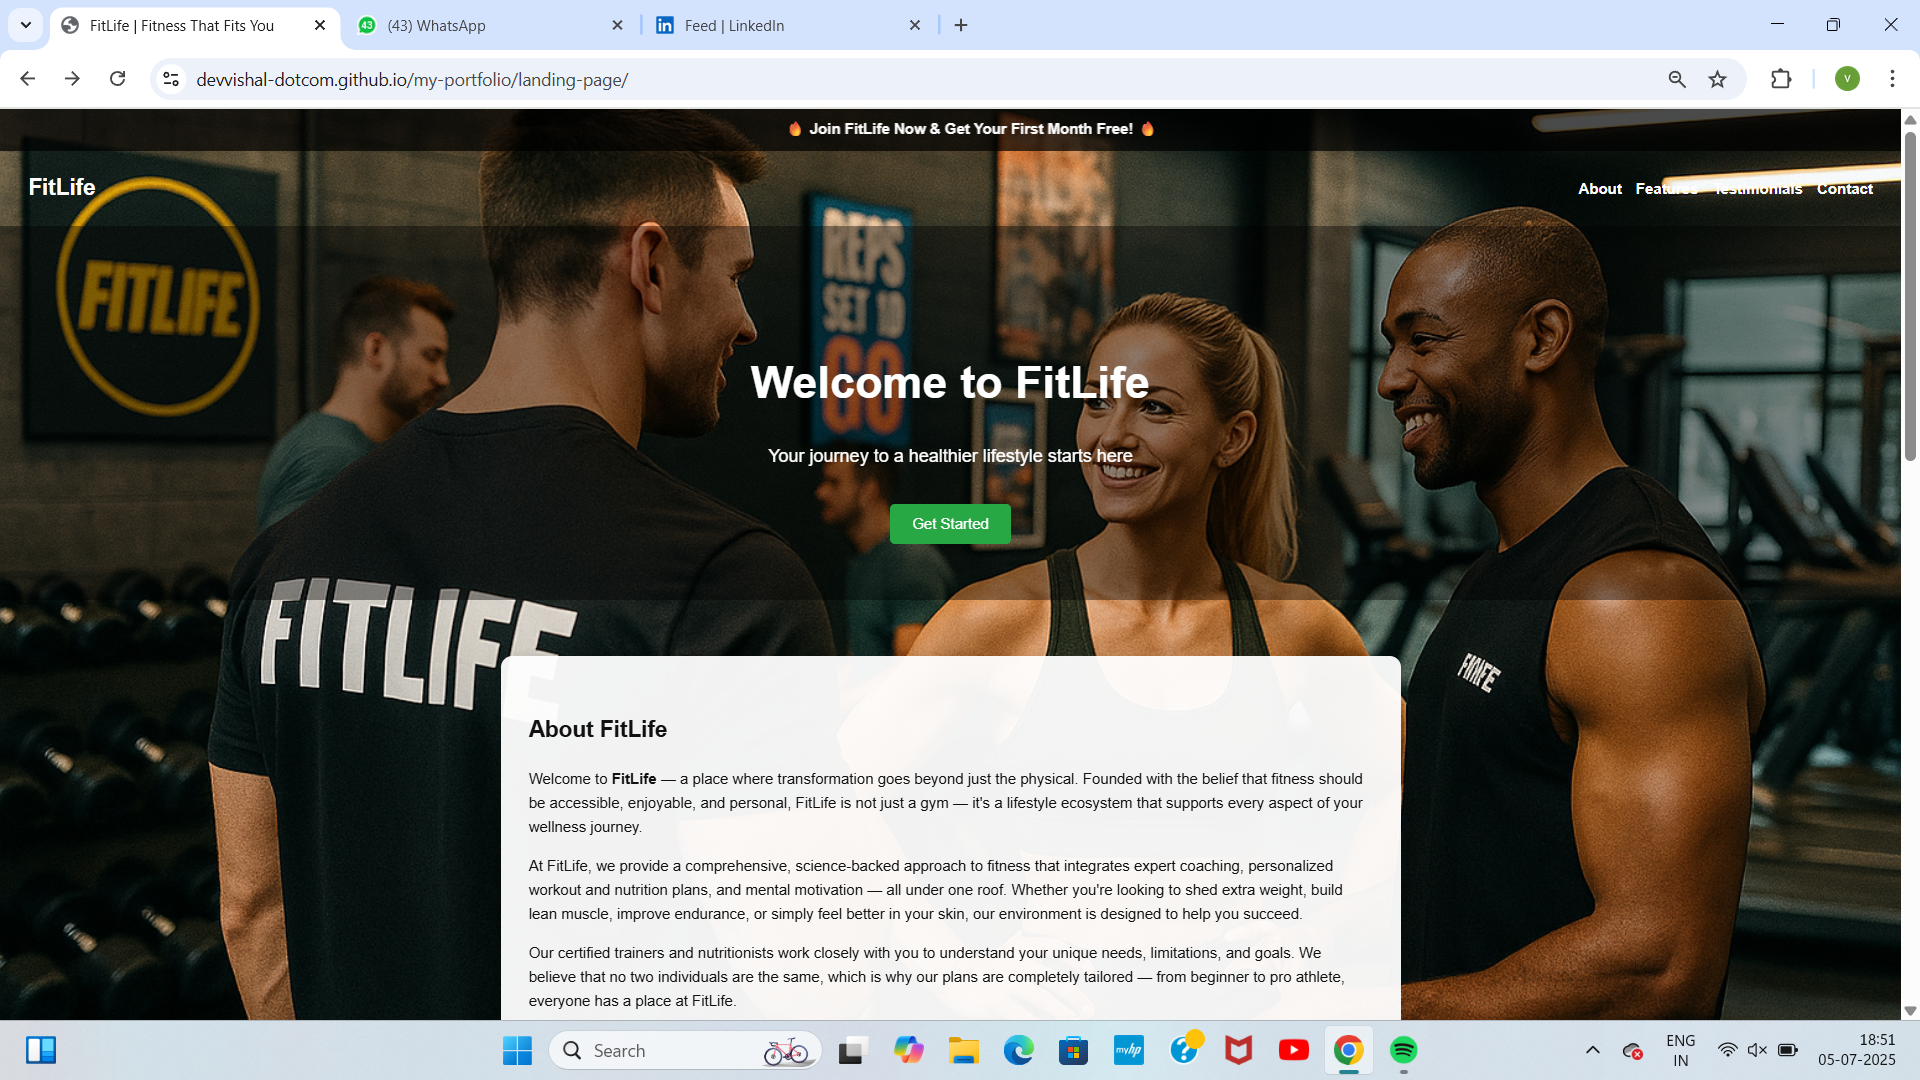 FitLife | Fitness That Fits You
43
(43) WhatsApp
in
Feed | LinkedIn
devvishal-dotcom.github.io/my-portfolio/landing-page/
V
🔥 Join FitLife Now & Get Your First Month Free! 🔥
FitLife
About Features Testimonials Contact
FITLIFE
REPS
SET 10
GO
Welcome to FitLife
Your journey to a healthier lifestyle starts here
Get Started
FITLIFE
FITLIFE
About FitLife
Welcome to FitLife — a place where transformation goes beyond just the physical. Founded with the belief that fitness should
be accessible, enjoyable, and personal, FitLife is not just a gym — it's a lifestyle ecosystem that supports every aspect of your
wellness journey.
At FitLife, we provide a comprehensive, science-backed approach to fitness that integrates expert coaching, personalized
workout and nutrition plans, and mental motivation — all under one roof. Whether you're looking to shed extra weight, build
lean muscle, improve endurance, or simply feel better in your skin, our environment is designed to help you succeed.
Our certified trainers and nutritionists work closely with you to understand your unique needs, limitations, and goals. We
believe that no two individuals are the same, which is why our plans are completely tailored — from beginner to pro athlete,
everyone has a place at FitLife.
Search
myhp
?
ENG
IN
18:51
05-07-2025